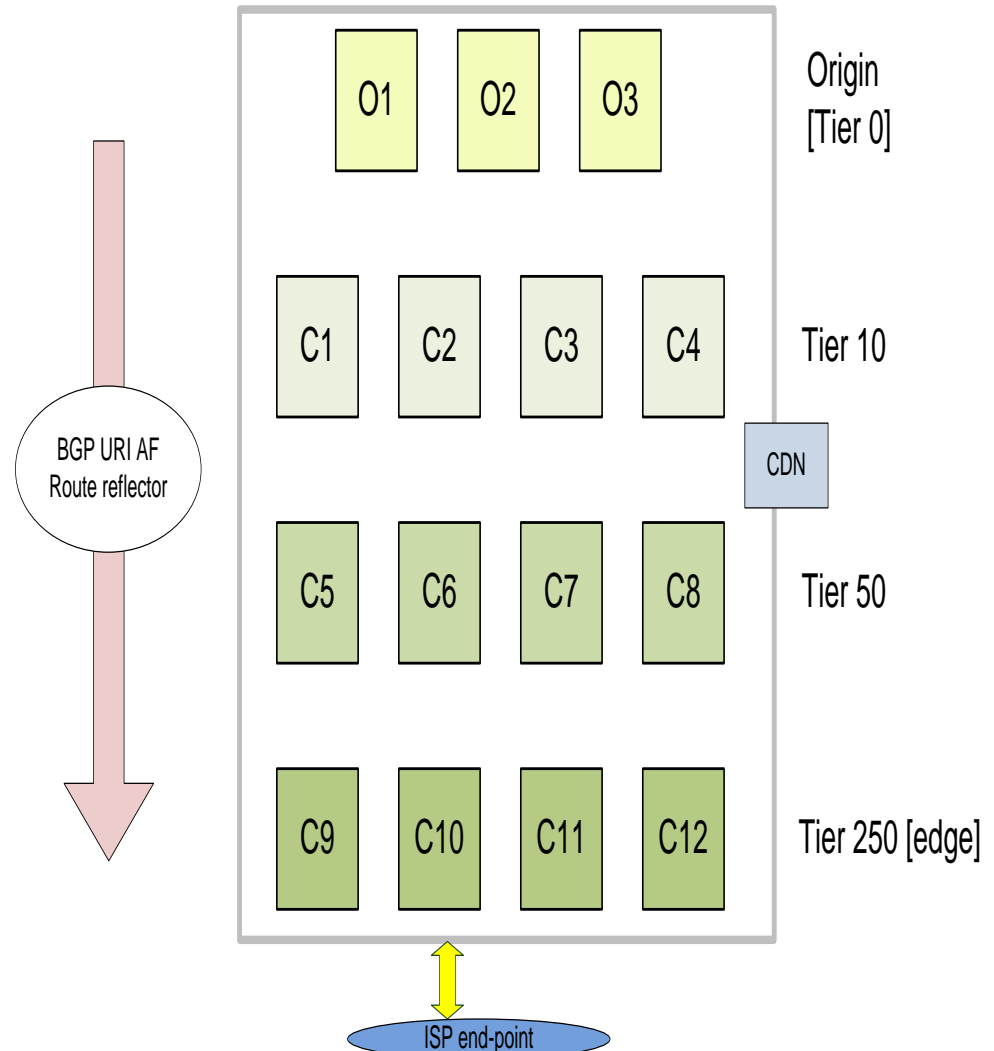 O1
O2
O3
Origin
[Tier 0]
C1
C2
C3
C4
Tier 10
BGP URI AF
Route reflector
CDN
C5
C6
C7
C8
Tier 50
C9
C10
C11
C12
Tier 250 [edge]
ISP end-point